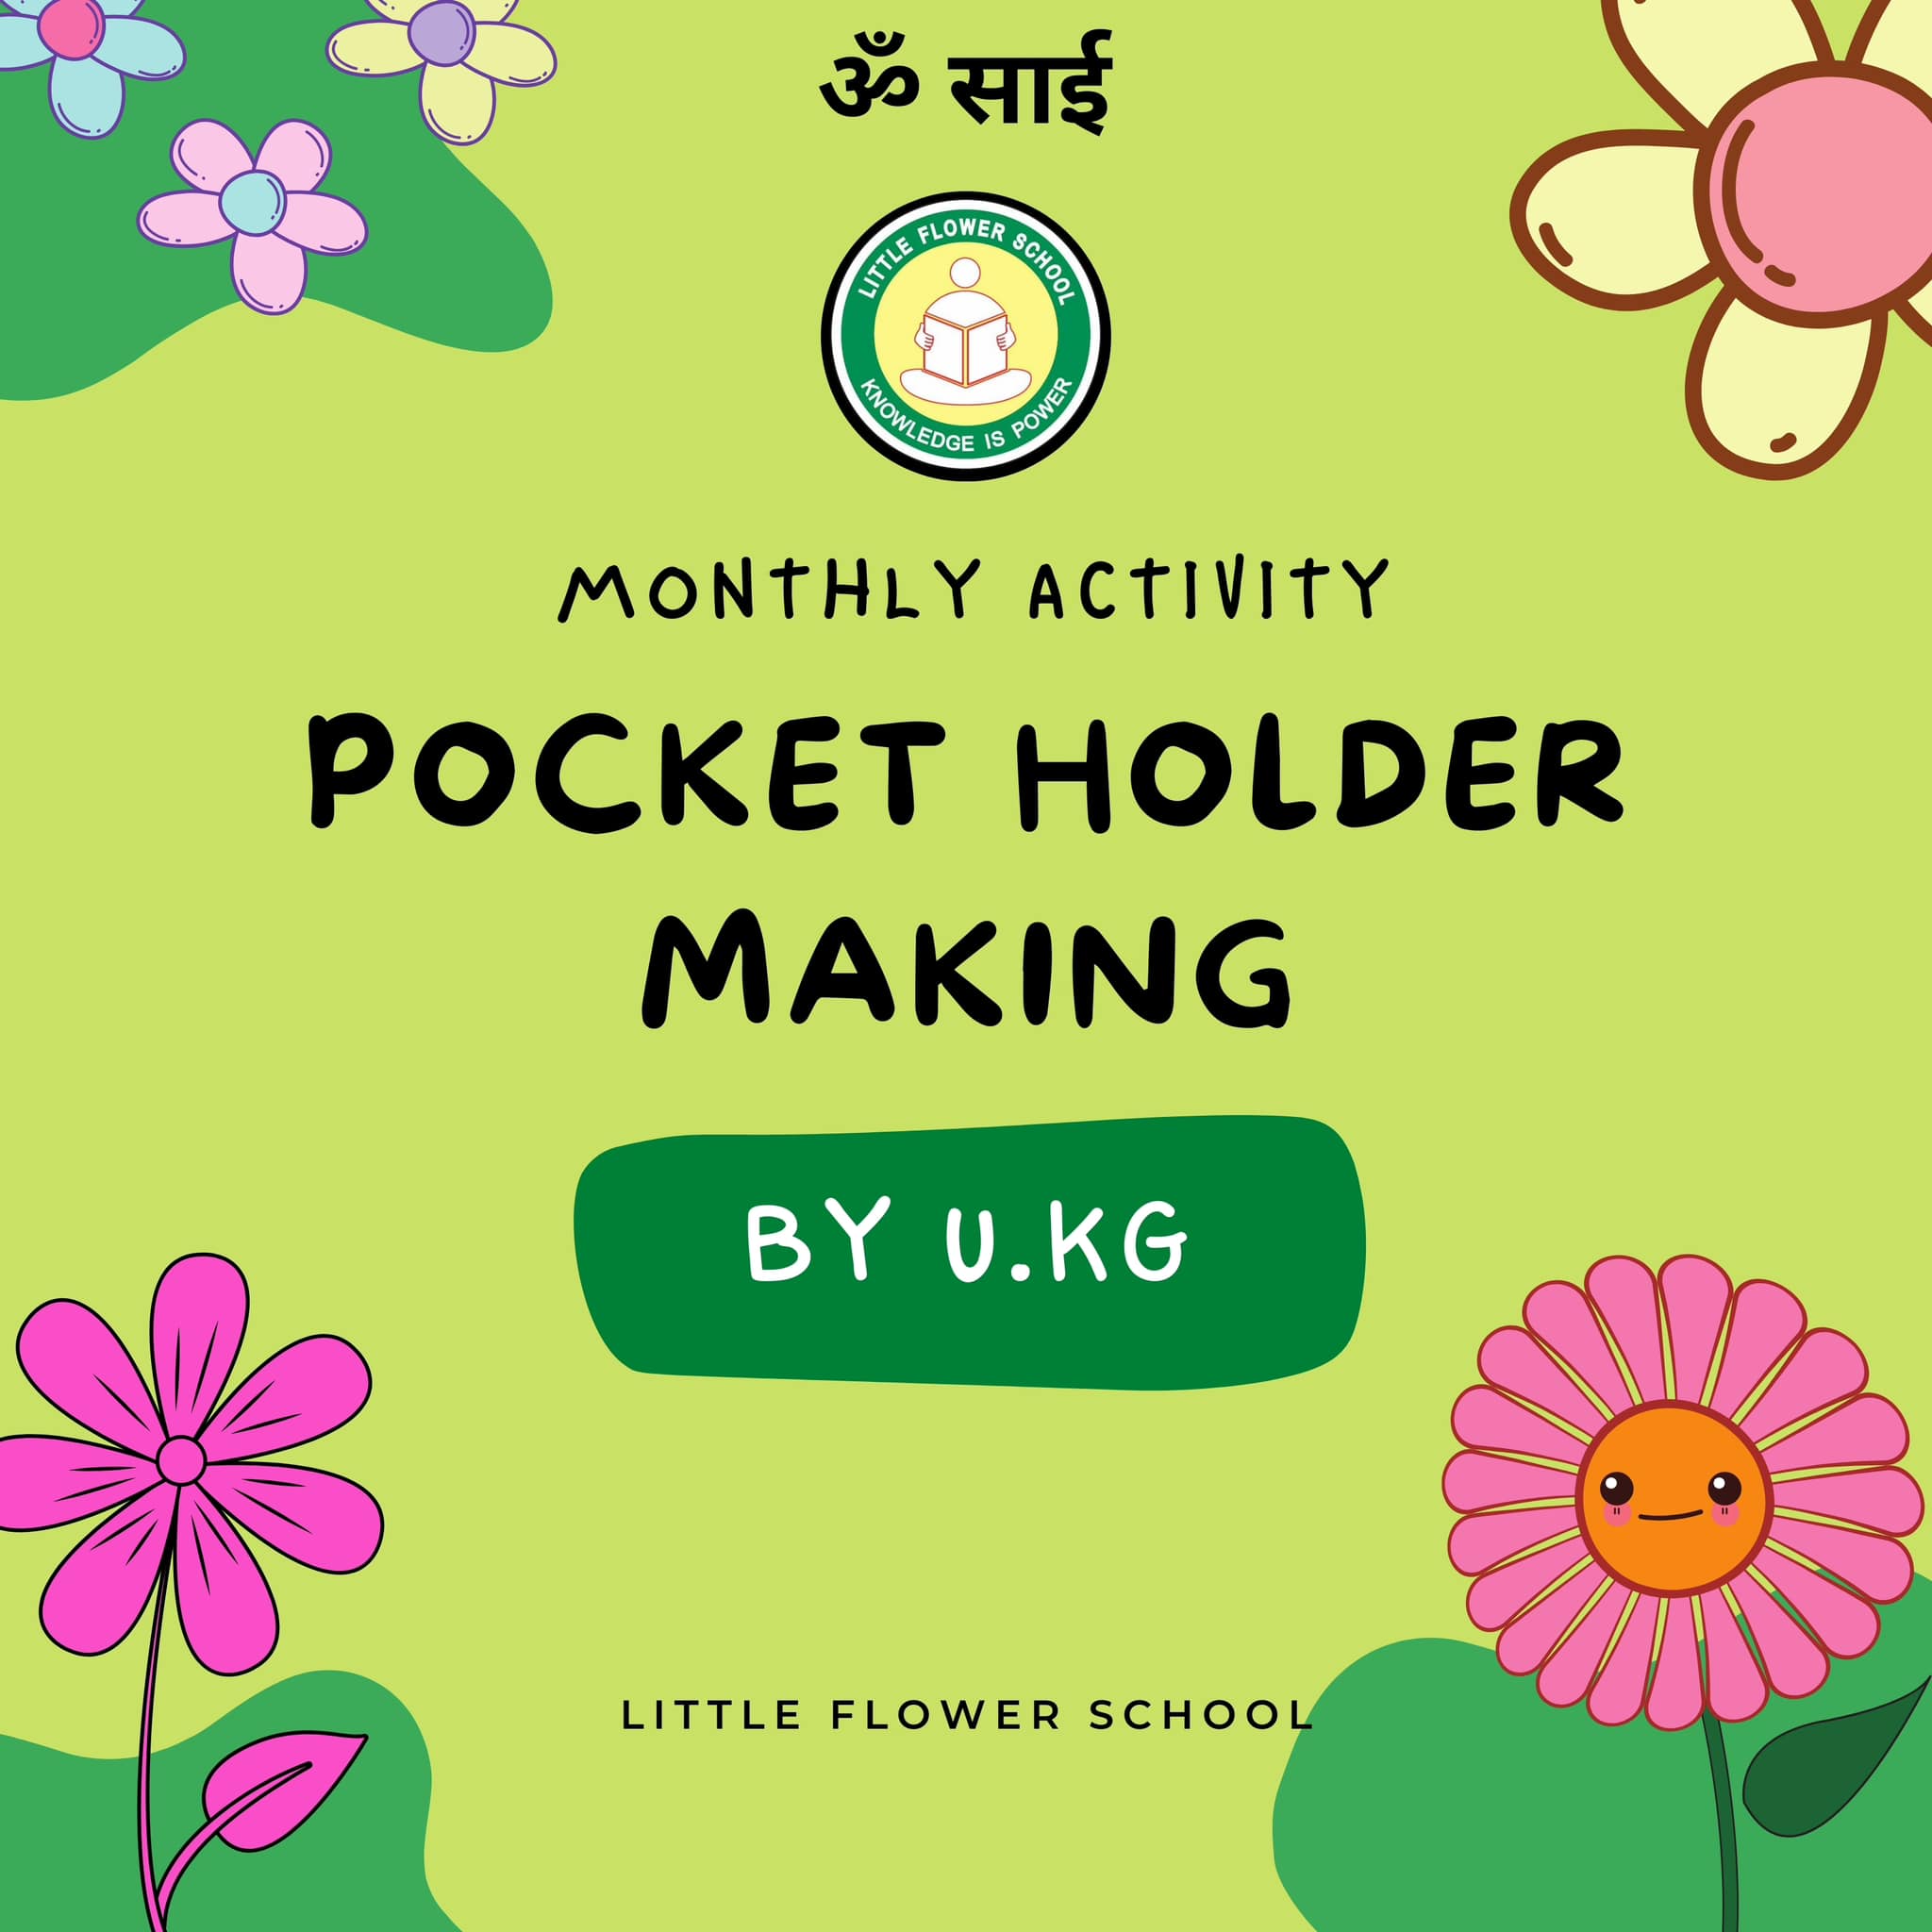 ॐ साई
LITTLE FLOWER SCHOOL
KNOWLEDGE IS POWER
MONTHLY ACTIVITY
POCKET HOLDER
MAKING
BY U.KG
LITTLE FLOWER SCHOOL